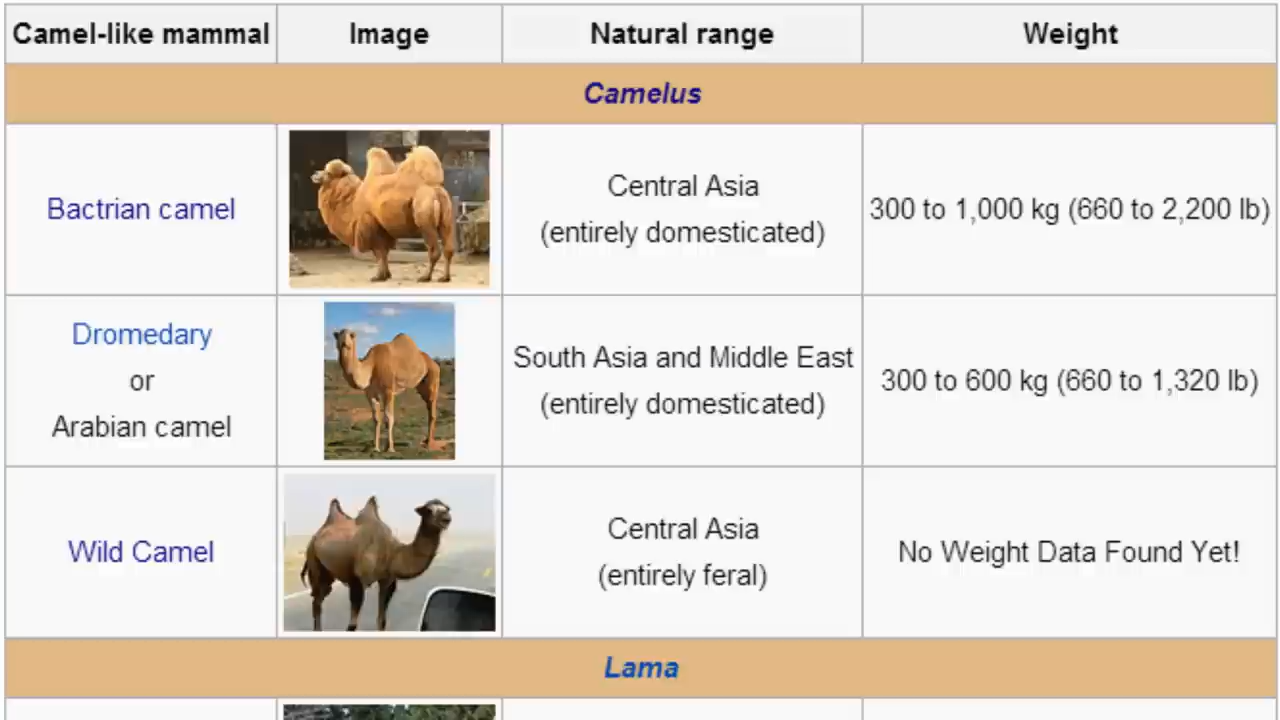 Camel-like mammal Image Natural range Weight
Camelus
Bactrian camel
Central Asia
(entirely domesticated)
300 to 1,000 kg (660 to 2,200 lb)
Dromedary
or
Arabian camel
South Asia and Middle East
(entirely domesticated)
300 to 600 kg (660 to 1,320 lb)
Wild Camel
Central Asia
(entirely feral)
No Weight Data Found Yet!
Lama